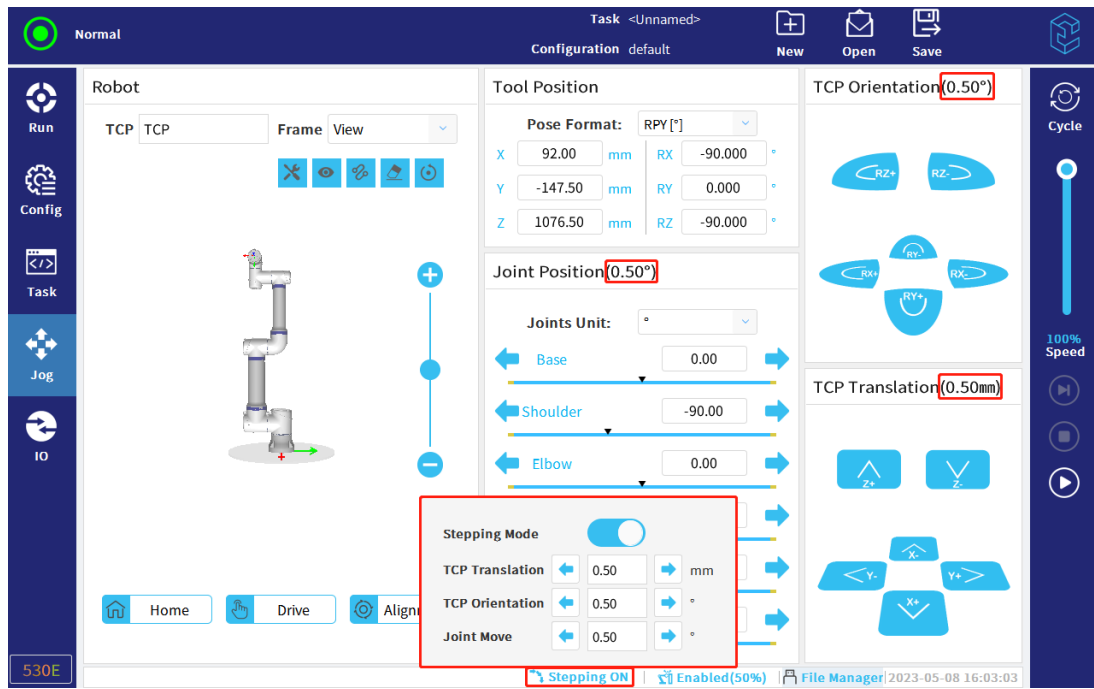 Normal
Task <Unnamed>
Configuration default
New
Open
Save
Run
Config
Task
Jog
IO
530E
Robot
TCP TCP Frame View
Home
Drive
Alignm
Tool Position
Pose Format: RPY [°]
X 92.00 mm RX -90.000 °
Y -147.50 mm RY 0.000 °
Z 1076.50 mm RZ -90.000 °
Joint Position(0.50°)
Joints Unit: °
Base 0.00
Shoulder -90.00
Elbow 0.00
Stepping Mode
TCP Translation 0.50 mm
TCP Orientation 0.50 °
Joint Move 0.50 °
TCP Orientation(0.50°)
RZ+
RZ-
RY-
RX+
RX-
RY+
TCP Translation(0.50mm)
Z+
Z-
X-
Y-
Y+
X+
Cycle
100%
Speed
Stepping ON
Enabled(50%)
File Manager
2023-05-08 16:03:03